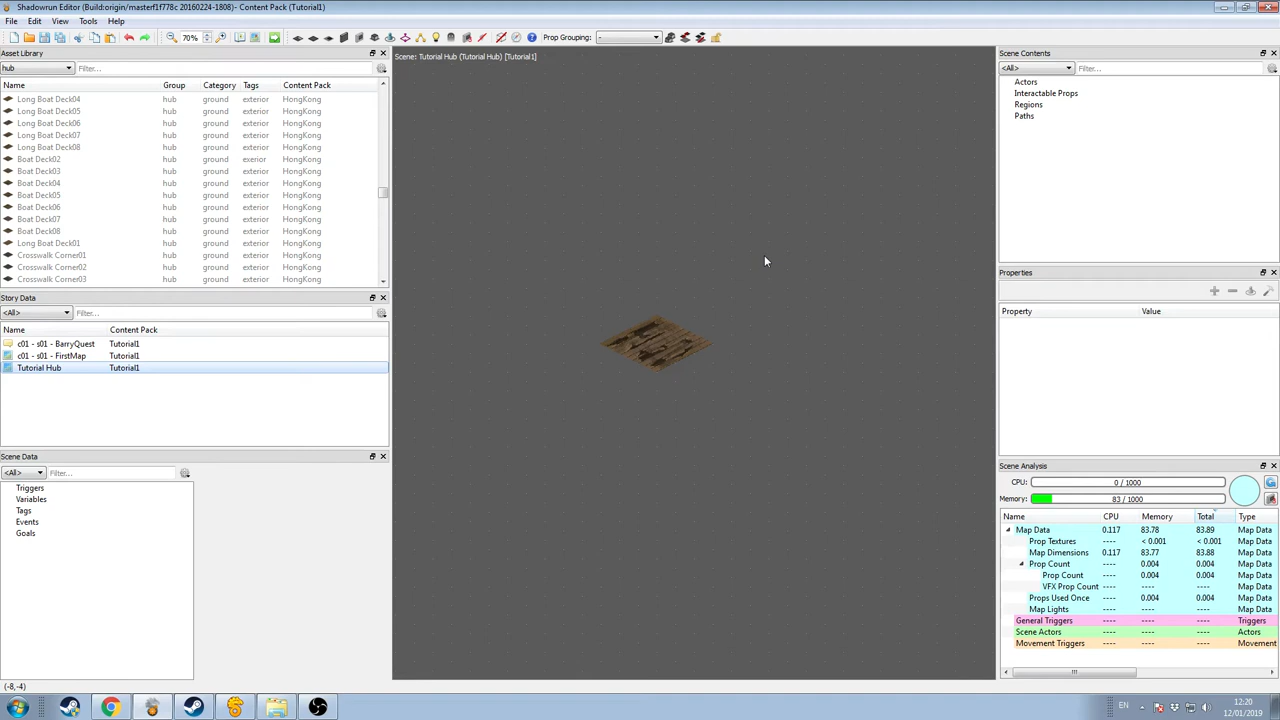 Shadowrun Editor (Build:origin/masterf1f778c 20160224-1808)- Content Pack (Tutorial1)
File Edit View Tools Help
70% Prop Grouping: -
Asset Library
hub Filter...
Name Group Category Tags Content Pack
Long Boat Deck04 hub ground exterior HongKong
Long Boat Deck05 hub ground exterior HongKong
Long Boat Deck06 hub ground exterior HongKong
Long Boat Deck07 hub ground exterior HongKong
Long Boat Deck08 hub ground exterior HongKong
Boat Deck02 hub ground exerior HongKong
Boat Deck03 hub ground exterior HongKong
Boat Deck04 hub ground exterior HongKong
Boat Deck05 hub ground exterior HongKong
Boat Deck06 hub ground exterior HongKong
Boat Deck07 hub ground exterior HongKong
Boat Deck08 hub ground exterior HongKong
Long Boat Deck01 hub ground exterior HongKong
Crosswalk Corner01 hub ground exterior HongKong
Crosswalk Corner02 hub ground exterior HongKong
Crosswalk Corner03 hub ground exterior HongKong
Story Data
<All> Filter...
Name Content Pack
c01 - s01 - BarryQuest Tutorial1
c01 - s01 - FirstMap Tutorial1
Tutorial Hub Tutorial1
Scene Data
<All> Filter...
Triggers
Variables
Tags
Events
Goals
(-8,-4)
Scene: Tutorial Hub (Tutorial Hub) [Tutorial1]
Scene Contents
<All> Filter...
Actors
Interactable Props
Regions
Paths
Properties
Property Value
Scene Analysis
CPU: 0 / 1000
Memory: 83 / 1000
Name CPU Memory Total Type
Map Data 0.117 83.78 83.89 Map Data
Prop Textures ---- < 0.001 < 0.001 Map Data
Map Dimensions 0.117 83.77 83.88 Map Data
Prop Count ---- 0.004 0.004 Map Data
Prop Count ---- 0.004 0.004 Map Data
VFX Prop Count ---- ---- ---- Map Data
Props Used Once ---- 0.004 0.004 Map Data
Map Lights ---- ---- ---- Map Data
General Triggers ---- ---- ---- Triggers
Scene Actors ---- ---- ---- Actors
Movement Triggers ---- ---- ---- Movement
EN 12:20
12/01/2019